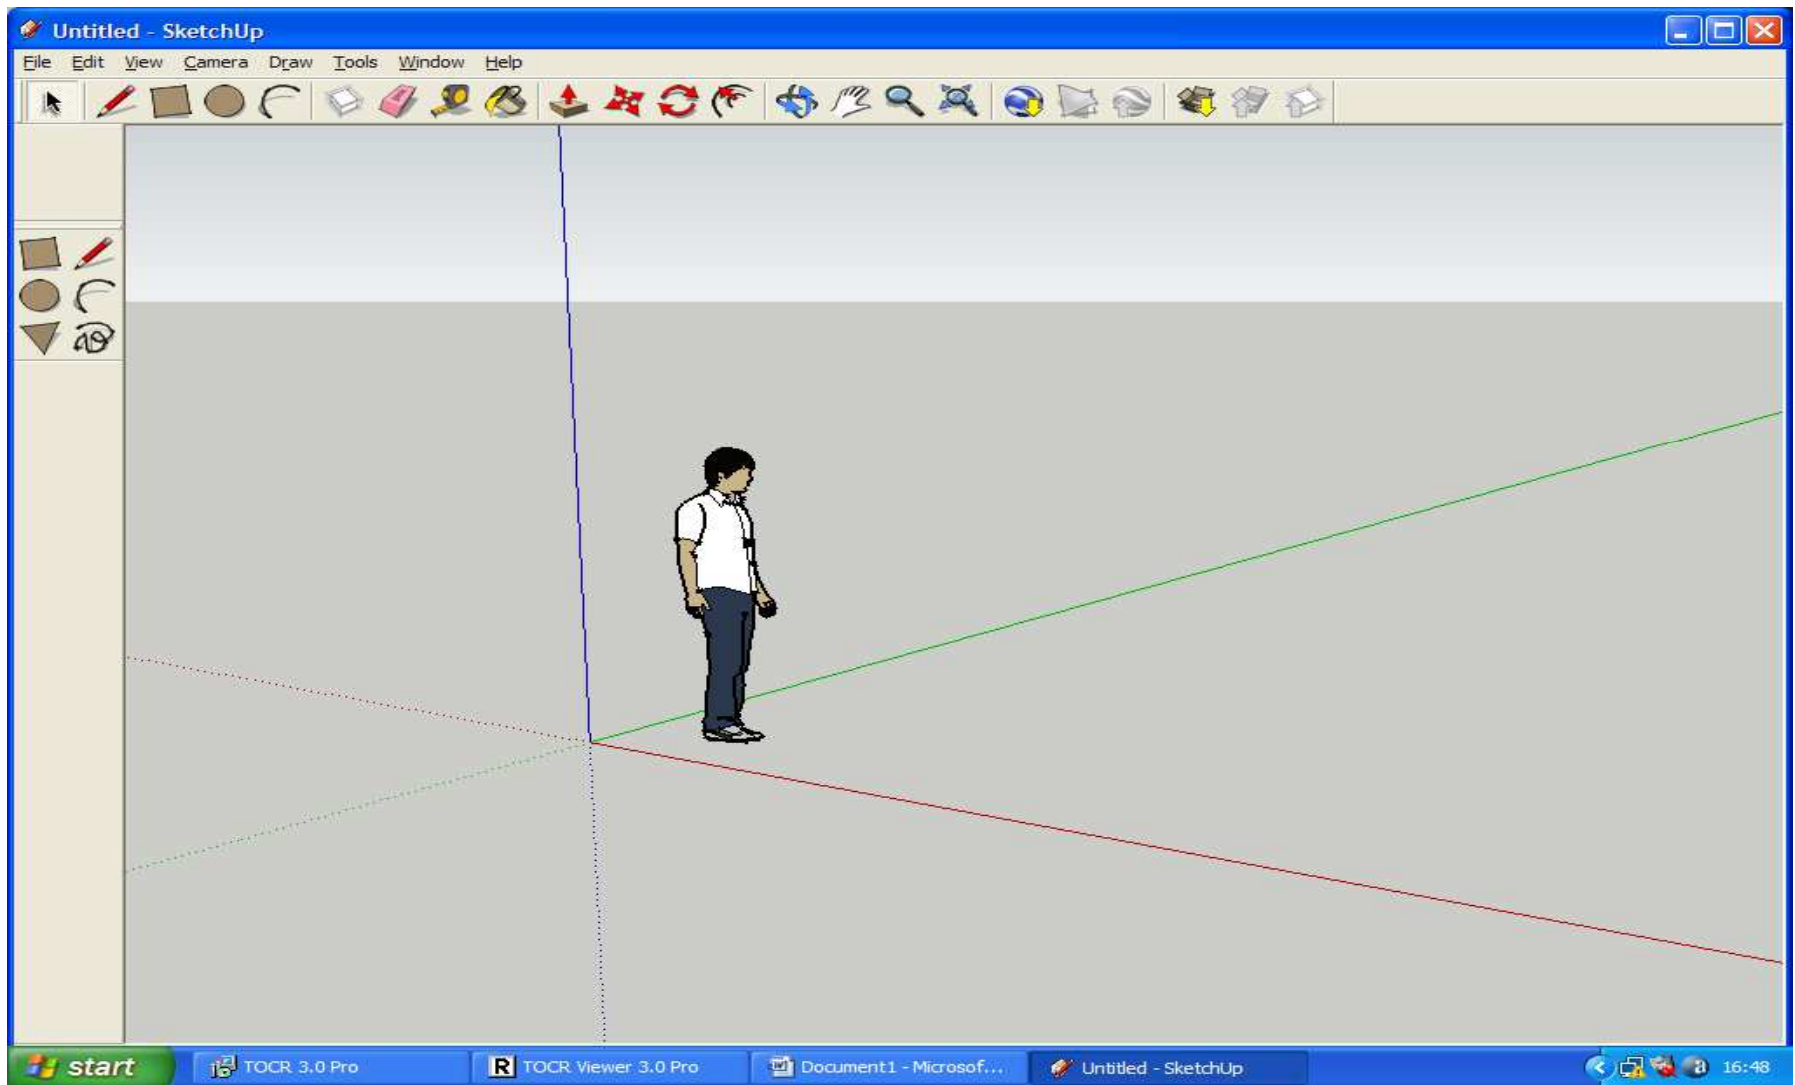 Untitled - SketchUp
File Edit View Camera Draw Tools Window Help
start TOCR 3.0 Pro R TOCR Viewer 3.0 Pro Document1 - Microsof... Untitled - SketchUp a 16:48